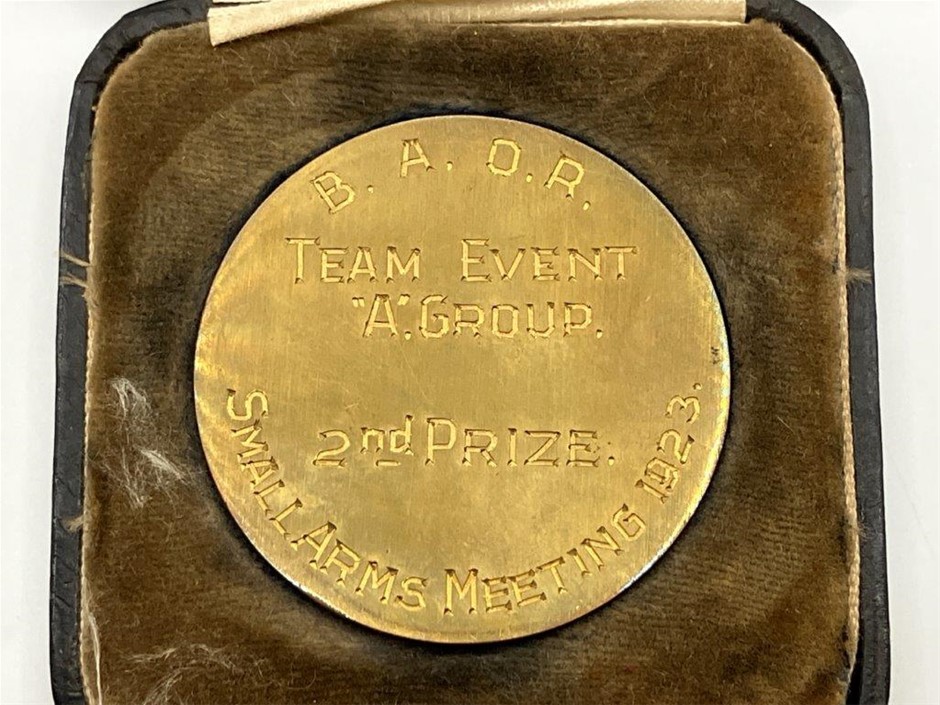 B. A. O. R.
TEAM EVENT
"A". GROUP.
2nd PRIZE.
SMALL ARMS MEETING 1923.